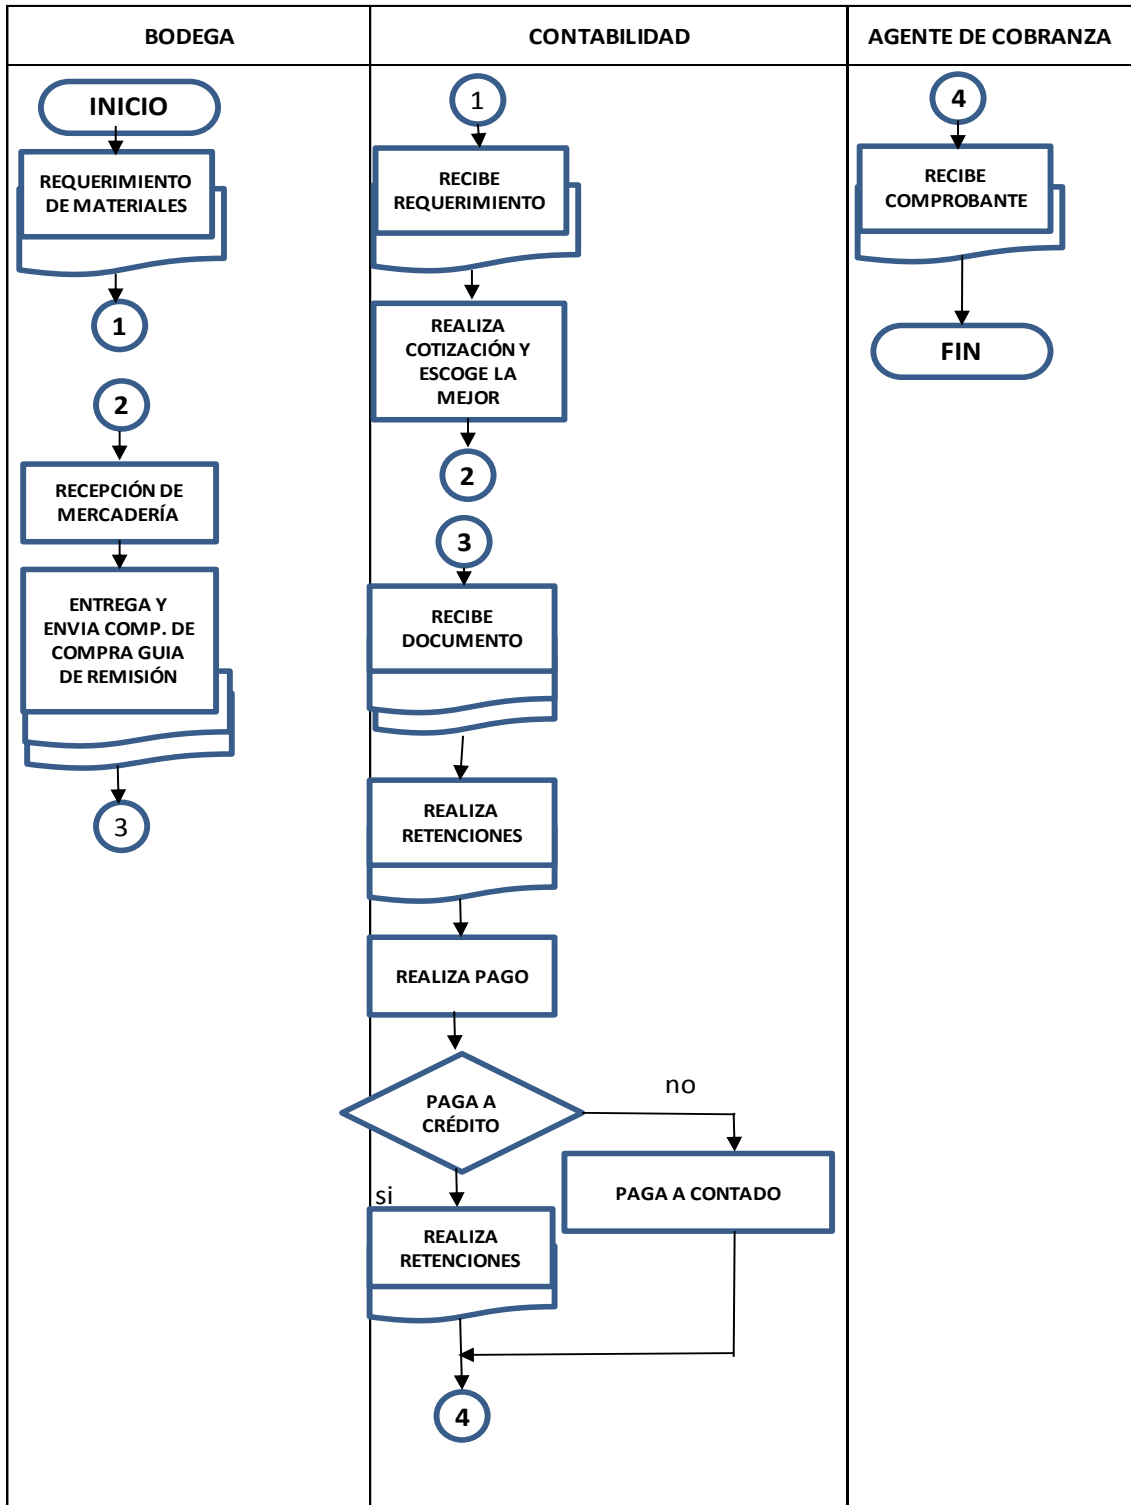 BODEGA
CONTABILIDAD
AGENTE DE COBRANZA
INICIO
REQUERIMIENTO
DE MATERIALES
1
2
RECEPCIÓN DE
MERCADERÍA
ENTREGA Y
ENVIA COMP. DE
COMPRA GUIA
DE REMISIÓN
3
1
RECIBE
REQUERIMIENTO
REALIZA
COTIZACIÓN Y
ESCOGE LA
MEJOR
2
3
RECIBE
DOCUMENTO
REALIZA
RETENCIONES
REALIZA PAGO
PAGA A
CRÉDITO
no
PAGA A CONTADO
si
REALIZA
RETENCIONES
4
4
RECIBE
COMPROBANTE
FIN